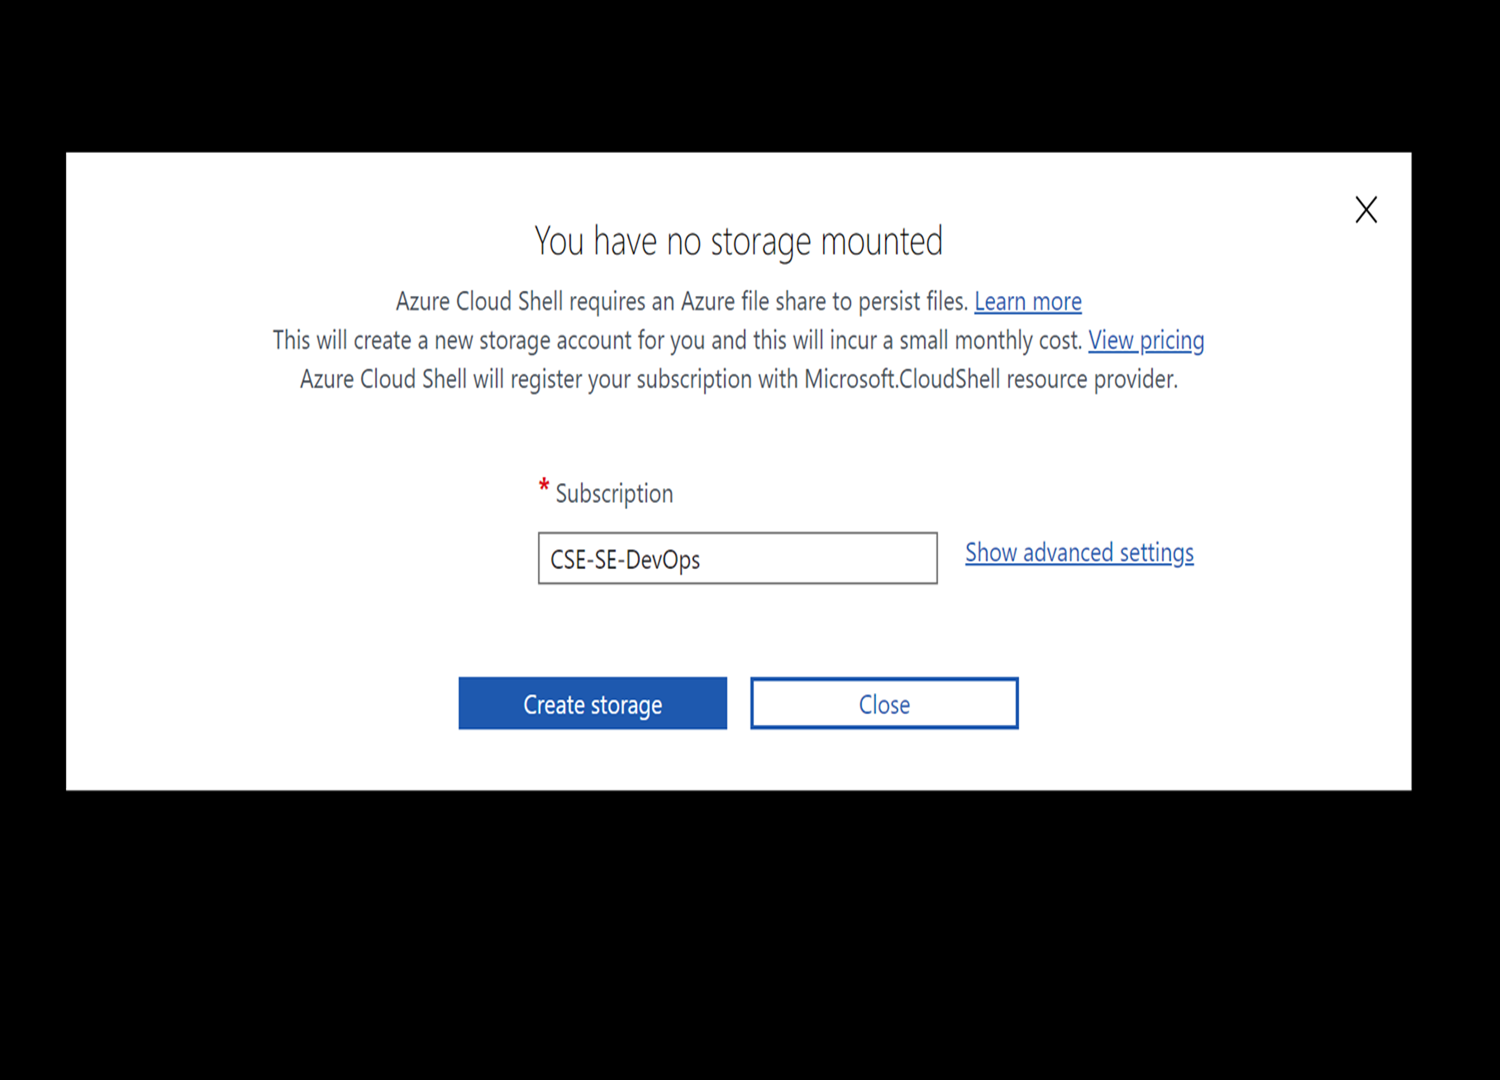 You have no storage mounted
Azure Cloud Shell requires an Azure file share to persist files. Learn more
This will create a new storage account for you and this will incur a small monthly cost. View pricing
Azure Cloud Shell will register your subscription with Microsoft.CloudShell resource provider.
* Subscription
CSE-SE-DevOps
Show advanced settings
Create storage
Close